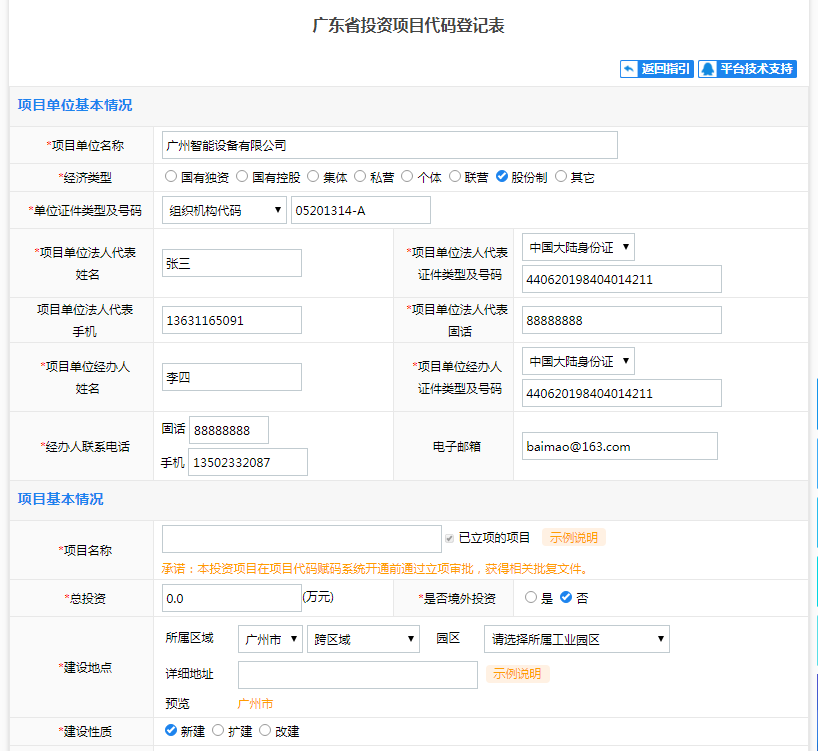 广东省投资项目代码登记表
返回指引 平台技术支持
项目单位基本情况
*项目单位名称 广州智能设备有限公司
*经济类型 国有独资 国有控股 集体 私营 个体 联营 股份制 其它
*单位证件类型及号码 组织机构代码 05201314-A
*项目单位法人代表
姓名
张三
*项目单位法人代表
证件类型及号码
中国大陆身份证
440620198404014211
项目单位法人代表
手机
13631165091
*项目单位法人代表
固话
88888888
*项目单位经办人
姓名
李四
*项目单位经办人
证件类型及号码
中国大陆身份证
440620198404014211
*经办人联系电话
固话 88888888
手机 13502332087
电子邮箱 baimao@163.com
项目基本情况
*项目名称 已立项的项目 示例说明
承诺：本投资项目在项目代码赋码系统开通前通过立项审批，获得相关批复文件。
*总投资 0.0 (万元) *是否境外投资 是 否
*建设地点
所属区域 广州市 跨区域 园区 请选择所属工业园区
详细地址 示例说明
预览 广州市
*建设性质 新建 扩建 改建